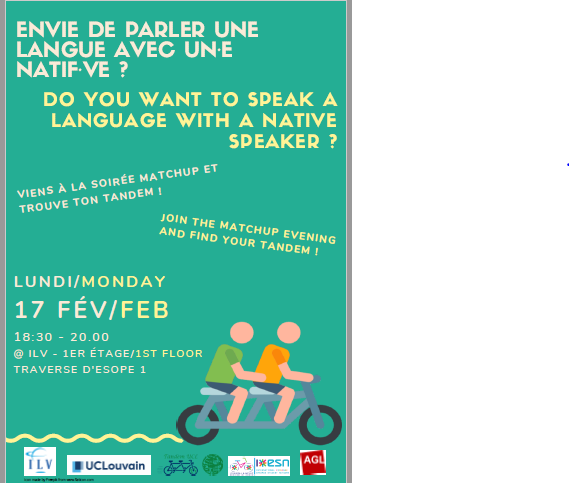 ENVIE DE PARLER UNE
LANGUE AVEC UN·E
NATIF·VE ?
DO YOU WANT TO SPEAK A
LANGUAGE WITH A NATIVE
SPEAKER ?
VIENS À LA SOIRÉE MATCHUP ET
TROUVE TON TANDEM !
JOIN THE MATCHUP EVENING
AND FIND YOUR TANDEM !
LUNDI/MONDAY
17 FÉV/FEB
18:30 - 20.00
@ ILV - 1ER ÉTAGE/1ST FLOOR
TRAVERSE D'ESOPE 1
ILV
UCLouvain
esn
AGL